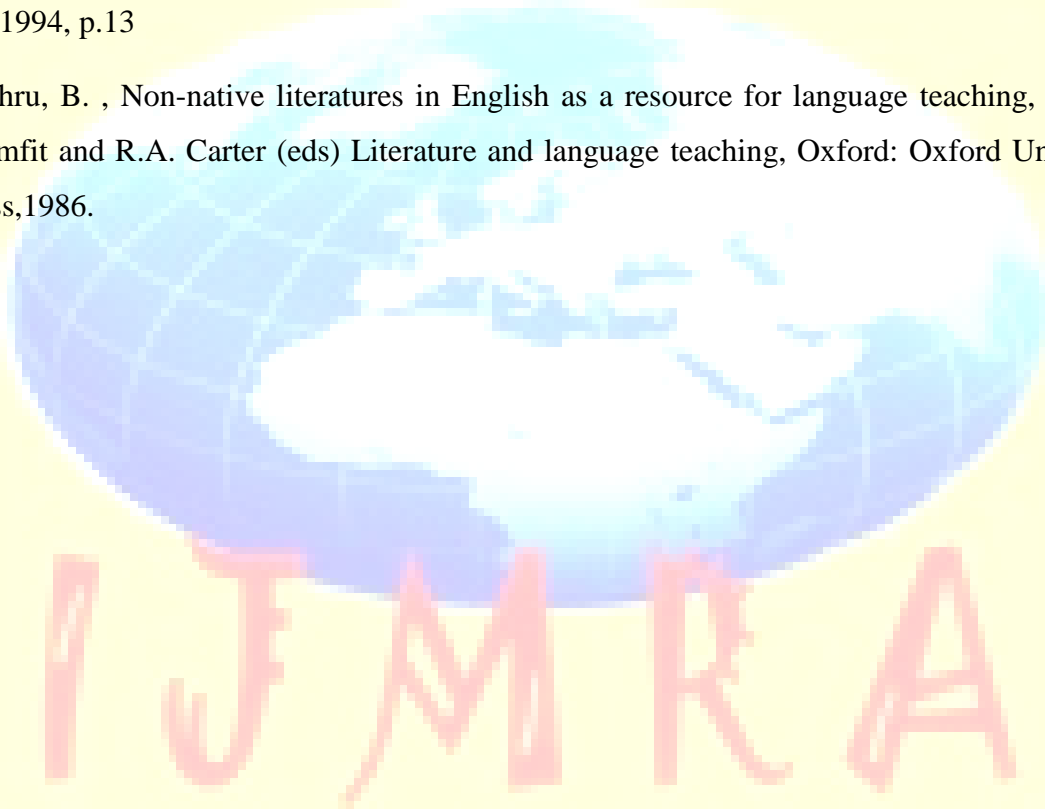 1994, p.13
hru, B. , Non-native literatures in English as a resource for language teaching,
mfit and R.A. Carter (eds) Literature and language teaching, Oxford: Oxford Un
s,1986.
IJMRA